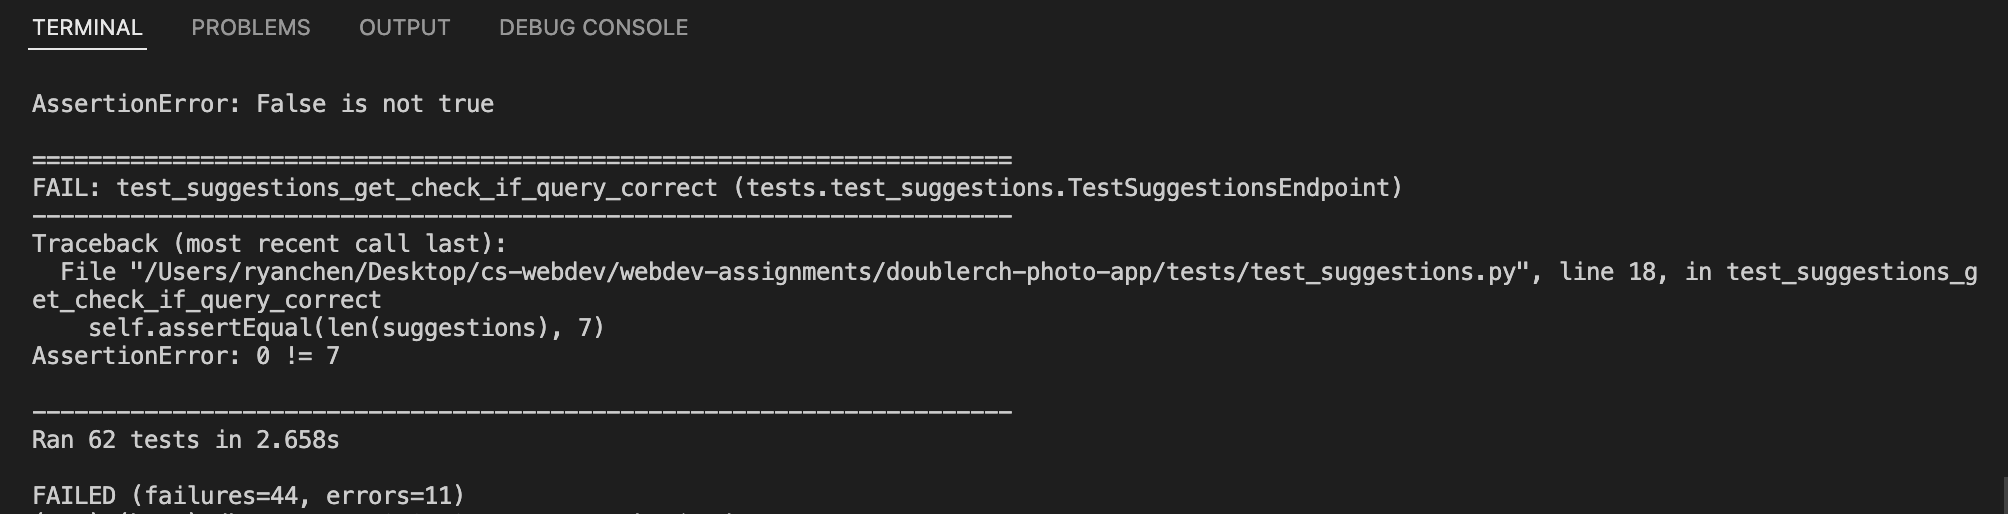 TERMINAL PROBLEMS OUTPUT DEBUG CONSOLE
AssertionError: False is not true
======================================================================
FAIL: test_suggestions_get_check_if_query_correct (tests.test_suggestions.TestSuggestionsEndpoint)
----------------------------------------------------------------------
Traceback (most recent call last):
  File "/Users/ryanchen/Desktop/cs-webdev/webdev-assignments/doublerch-photo-app/tests/test_suggestions.py", line 18, in test_suggestions_g
et_check_if_query_correct
    self.assertEqual(len(suggestions), 7)
AssertionError: 0 != 7
----------------------------------------------------------------------
Ran 62 tests in 2.658s
FAILED (failures=44, errors=11)